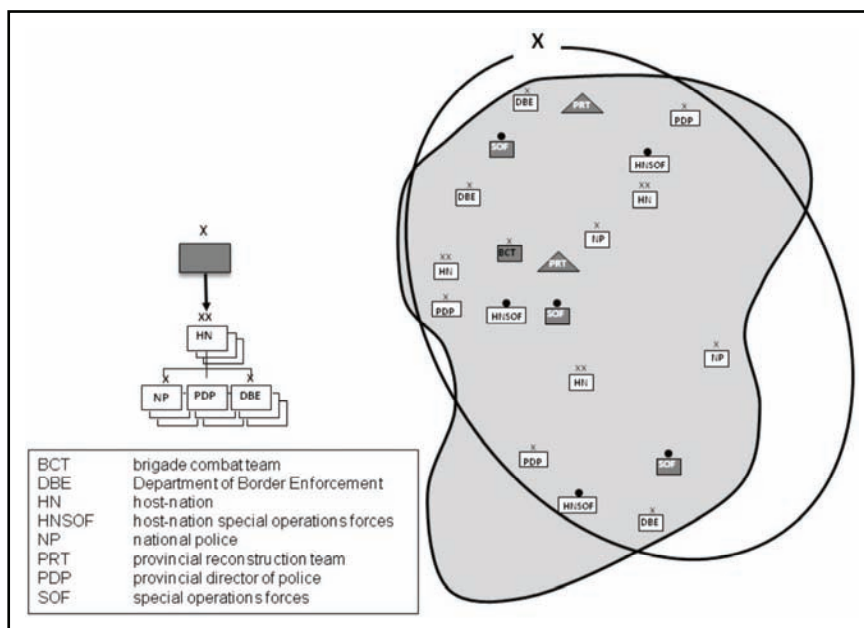 X
X
DBE
PRT
X
PDP
SOF
HNSOF
X
DBE
XX
HN
X
NP
X
BCT
PRT
XX
HN
X
PDP
HNSOF
SOF
X
NP
XX
HN
X
PDP
SOF
HNSOF
X
DBE
X
XX
HN
X X
NP PDP DBE
BCT brigade combat team
DBE Department of Border Enforcement
HN host-nation
HNSOF host-nation special operations forces
NP national police
PRT provincial reconstruction team
PDP provincial director of police
SOF special operations forces